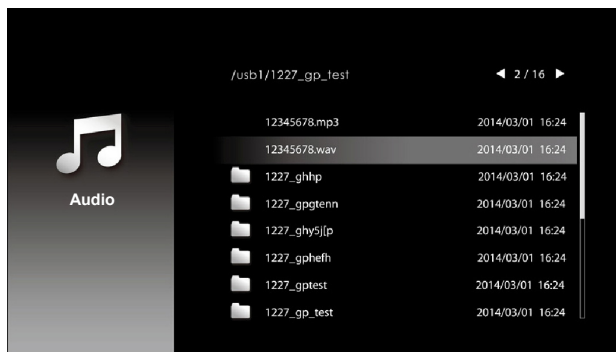 /usb1/1227_gp_test ◀ 2/16 ▶
12345678.mp3 2014/03/01 16:24
12345678.wav 2014/03/01 16:24
1227_ghhp 2014/03/01 16:24
Audio
1227_gpgtenn 2014/03/01 16:24
1227_ghy5j[p 2014/03/01 16:24
1227_gphefh 2014/03/01 16:24
1227_gptest 2014/03/01 16:24
1227_gp_test 2014/03/01 16:24